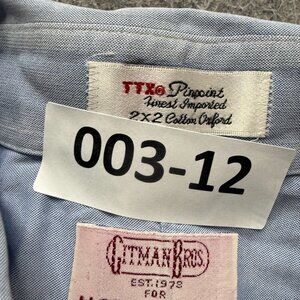 TTX® Pinpoint
Finest Imported
2X2 Cotton Oxford
003-12
GITMAN BROS.
EST. 1978
FOR